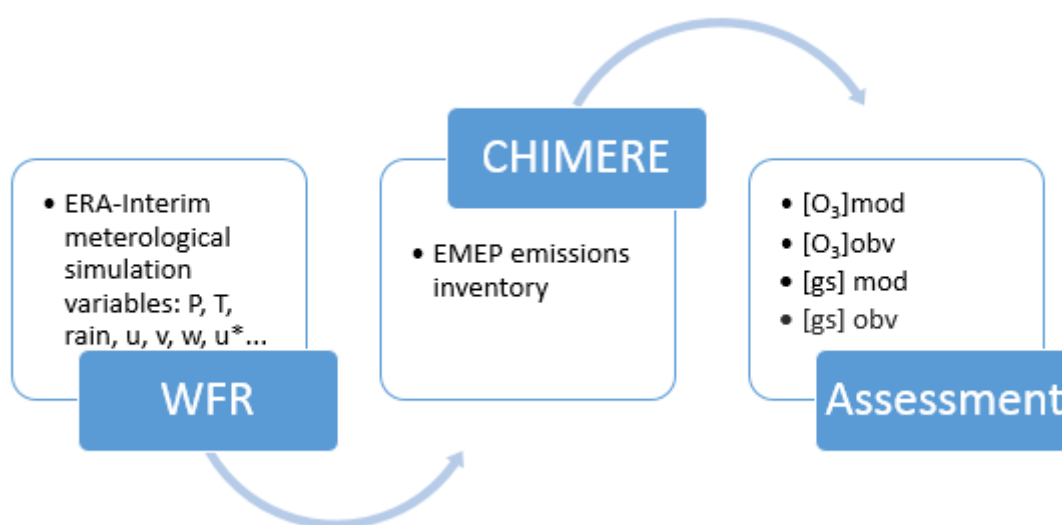 • ERA-Interim
meterological
simulation
variables: P, T,
rain, u, v, w, u*...
WFR
CHIMERE
• EMEP emissions
inventory
• [O₃]mod
• [O₃]obv
• [gs] mod
• [gs] obv
Assessment